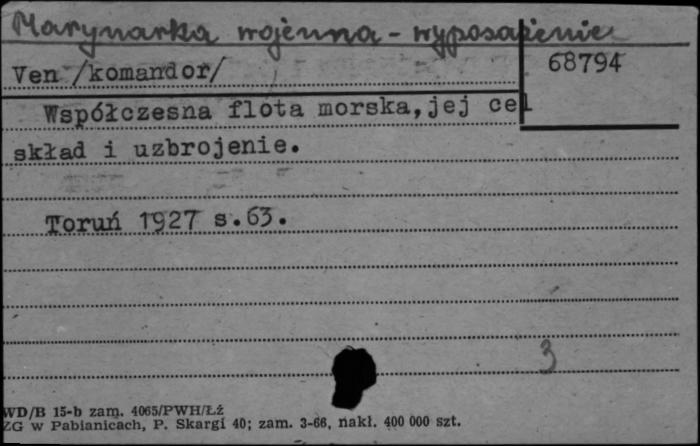 Marynarka wojenna - wyposażenie
Ven /komandor/
68794
Współczesna flota morska, jej cel
skład i uzbrojenie.
Toruń 1927 s.63.
3
WD/B 15-b zam. 4065/PWH/Łż
ZG w Pabianicach, P. Skargi 40; zam. 3-66, nakł. 400 000 szt.